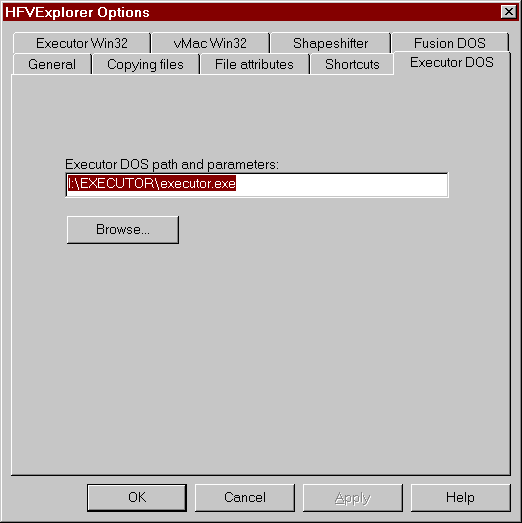 HFVExplorer Options
Executor Win32 vMac Win32 Shapeshifter Fusion DOS
General Copying files File attributes Shortcuts Executor DOS
Executor DOS path and parameters:
I:\EXECUTOR\executor.exe
Browse...
OK Cancel Apply Help